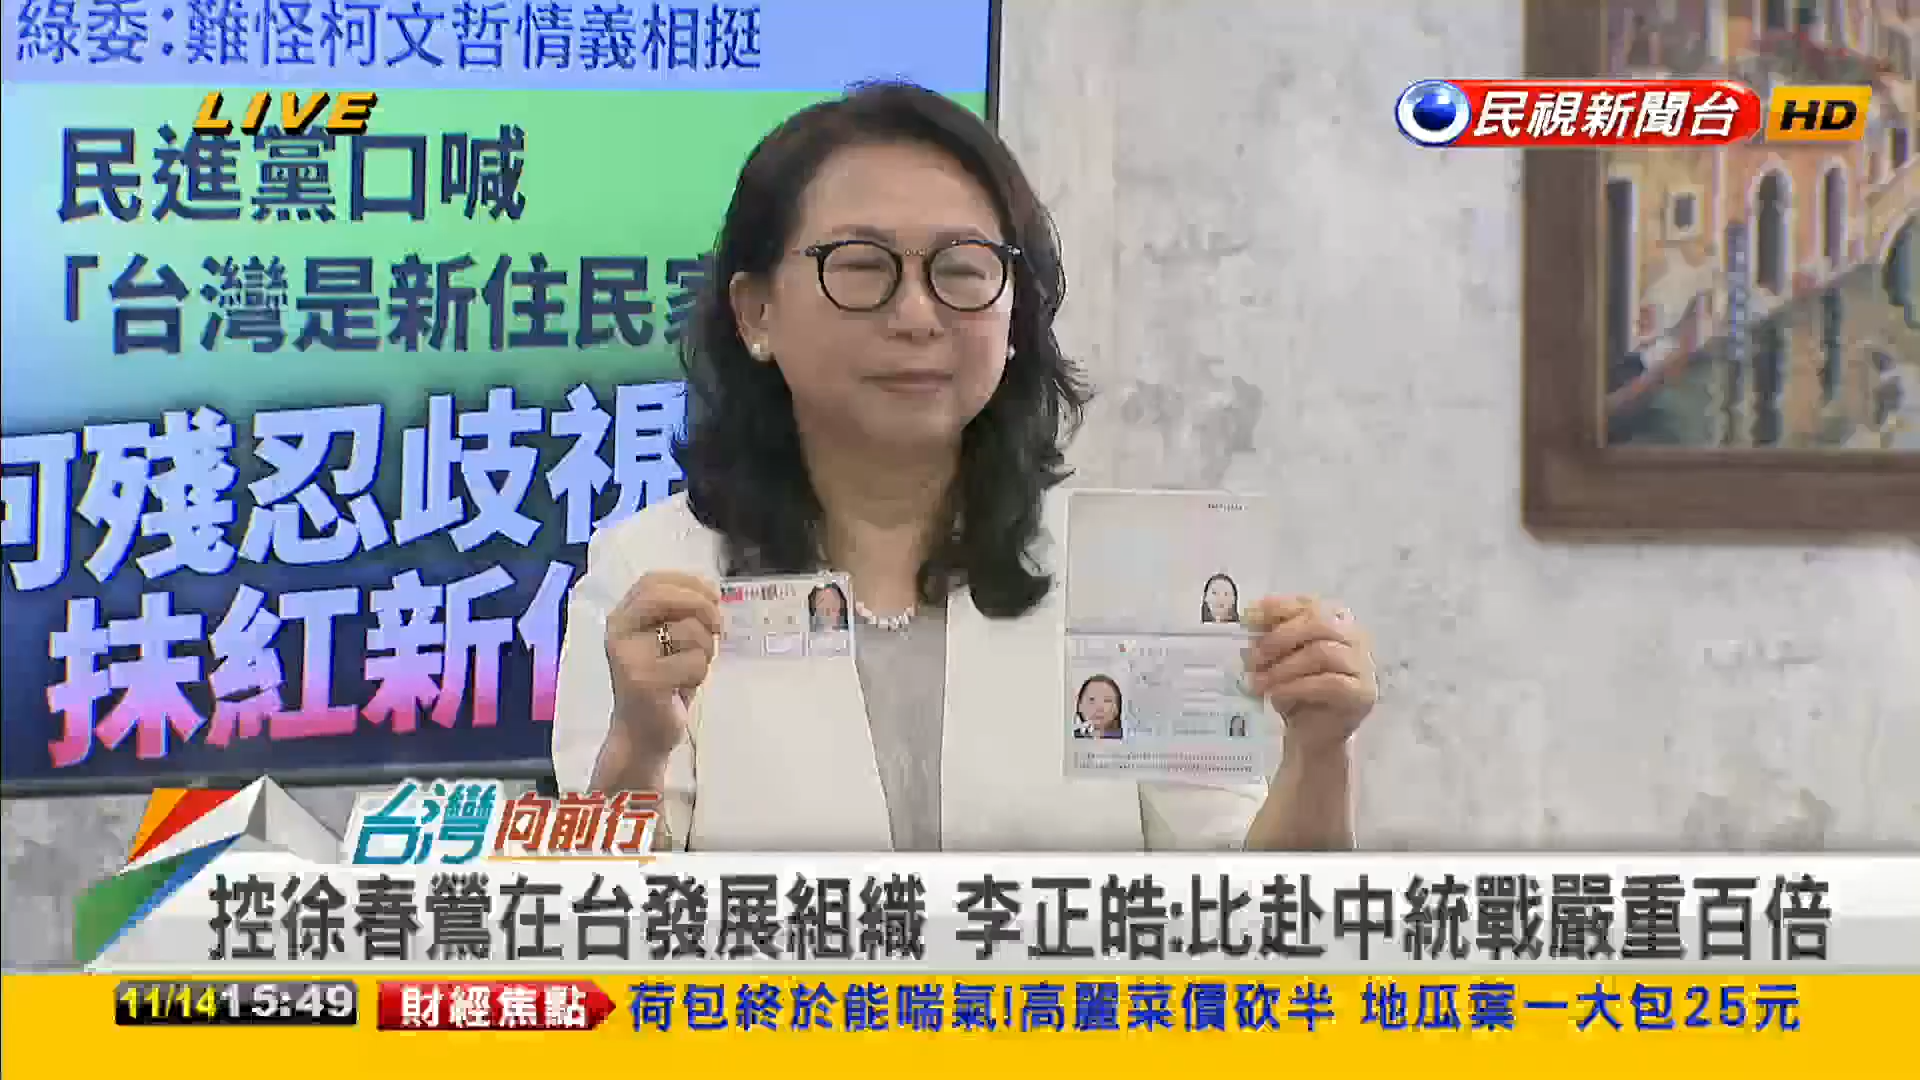 綠委:難怪柯文哲情義相挺
LIVE
民視新聞台 HD
民進黨口喊
「台灣是新住民家
何殘忍歧視
抹紅新住
台灣向前行
控徐春鶯在台發展組織 李正皓:比赴中統戰嚴重百倍
11/14 15:49 財經焦點 荷包終於能喘氣!高麗菜價砍半 地瓜葉一大包25元